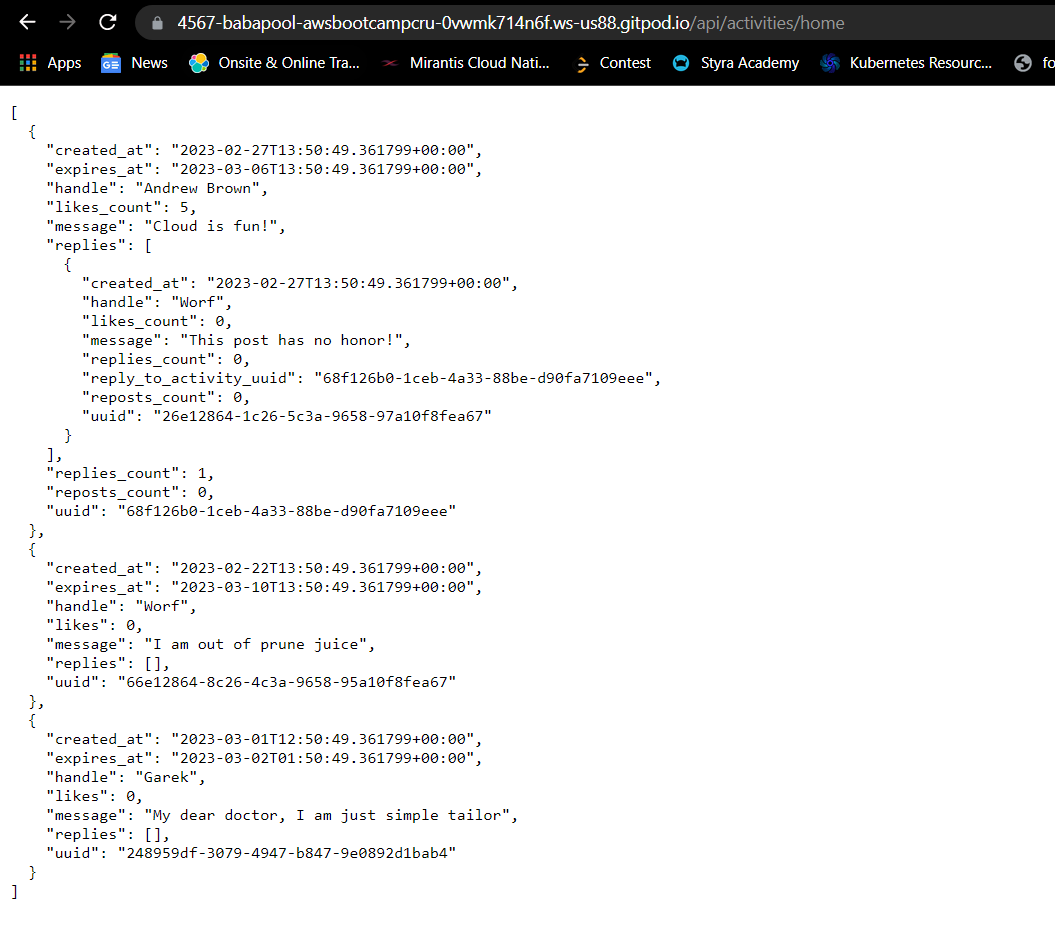 4567-babapool-awsbootcampcru-0vwmk714n6f.ws-us88.gitpod.io/api/activities/home
Apps News Onsite & Online Tra... Mirantis Cloud Nati... Contest Styra Academy Kubernetes Resourc... fo
[
  {
    "created_at": "2023-02-27T13:50:49.361799+00:00",
    "expires_at": "2023-03-06T13:50:49.361799+00:00",
    "handle": "Andrew Brown",
    "likes_count": 5,
    "message": "Cloud is fun!",
    "replies": [
      {
        "created_at": "2023-02-27T13:50:49.361799+00:00",
        "handle": "Worf",
        "likes_count": 0,
        "message": "This post has no honor!",
        "replies_count": 0,
        "reply_to_activity_uuid": "68f126b0-1ceb-4a33-88be-d90fa7109eee",
        "reposts_count": 0,
        "uuid": "26e12864-1c26-5c3a-9658-97a10f8fea67"
      }
    ],
    "replies_count": 1,
    "reposts_count": 0,
    "uuid": "68f126b0-1ceb-4a33-88be-d90fa7109eee"
  },
  {
    "created_at": "2023-02-22T13:50:49.361799+00:00",
    "expires_at": "2023-03-10T13:50:49.361799+00:00",
    "handle": "Worf",
    "likes": 0,
    "message": "I am out of prune juice",
    "replies": [],
    "uuid": "66e12864-8c26-4c3a-9658-95a10f8fea67"
  },
  {
    "created_at": "2023-03-01T12:50:49.361799+00:00",
    "expires_at": "2023-03-02T01:50:49.361799+00:00",
    "handle": "Garek",
    "likes": 0,
    "message": "My dear doctor, I am just simple tailor",
    "replies": [],
    "uuid": "248959df-3079-4947-b847-9e0892d1bab4"
  }
]